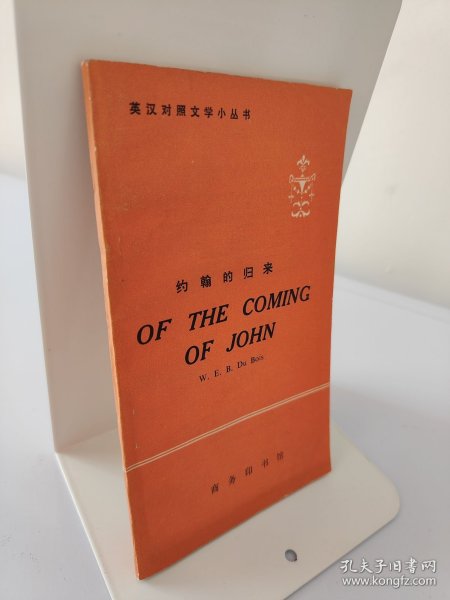 英汉对照文学小丛书
约翰的归来
OF THE COMING
OF JOHN
W. E. B. Du Bois
商务印书馆
孔夫子旧书网
www.kongfz.com